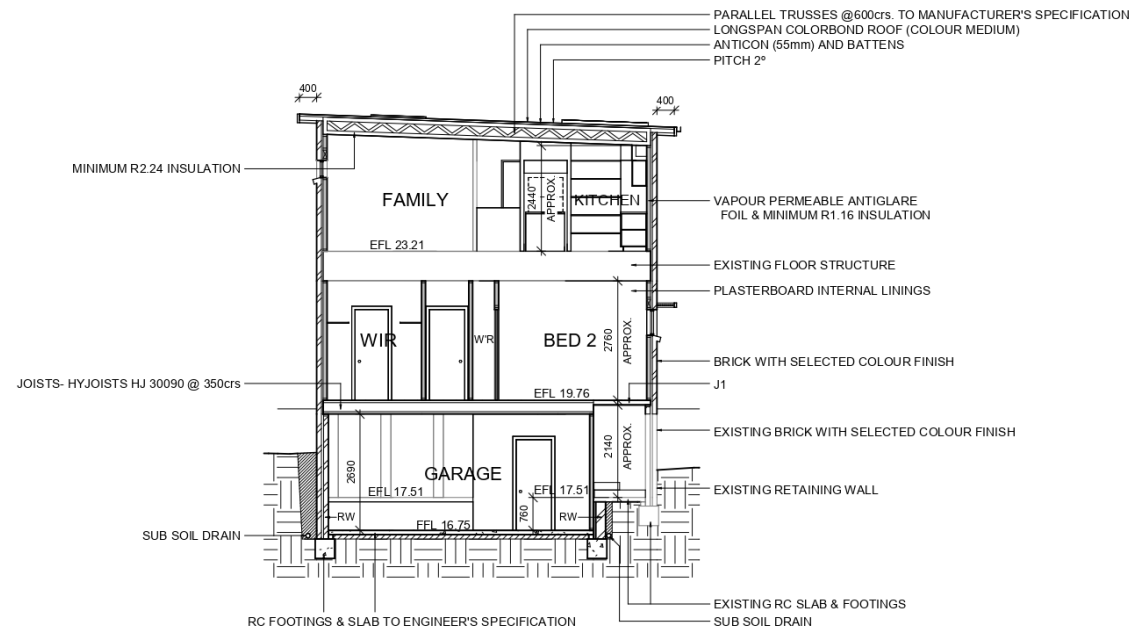 PARALLEL TRUSSES @600crs. TO MANUFACTURER'S SPECIFICATION
LONGSPAN COLORBOND ROOF (COLOUR MEDIUM)
ANTICON (55mm) AND BATTENS
PITCH 2º
400
400
MINIMUM R2.24 INSULATION
FAMILY
2440
APPROX.
KITCHEN
VAPOUR PERMEABLE ANTIGLARE
FOIL & MINIMUM R1.16 INSULATION
EFL 23.21
EXISTING FLOOR STRUCTURE
PLASTERBOARD INTERNAL LININGS
WIR
W'R
BED 2
2760
APPROX.
BRICK WITH SELECTED COLOUR FINISH
JOISTS- HYJOISTS HJ 30090 @ 350crs
EFL 19.76
J1
2690
GARAGE
2140
APPROX.
EXISTING BRICK WITH SELECTED COLOUR FINISH
EFL 17.51
EFL 17.51
EXISTING RETAINING WALL
RW
FFL 16.75
760
RW
SUB SOIL DRAIN
EXISTING RC SLAB & FOOTINGS
RC FOOTINGS & SLAB TO ENGINEER'S SPECIFICATION
SUB SOIL DRAIN